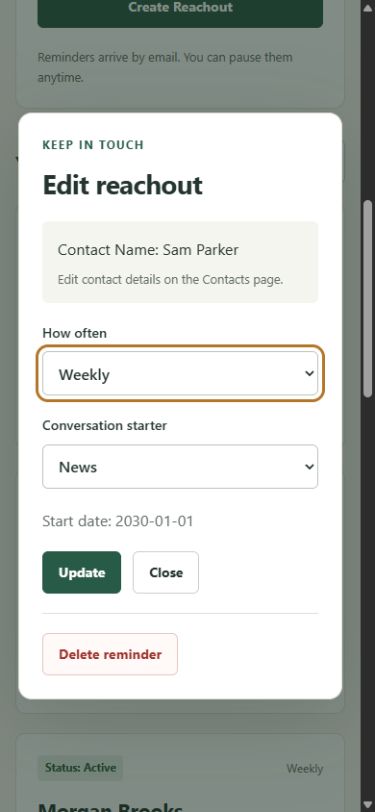 Create Reachout
Reminders arrive by email. You can pause them
anytime.
KEEP IN TOUCH
Edit reachout
Contact Name: Sam Parker
Edit contact details on the Contacts page.
How often
Weekly
Conversation starter
News
Start date: 2030-01-01
Update
Close
Delete reminder
Status: Active
Weekly
Morgan Brooks